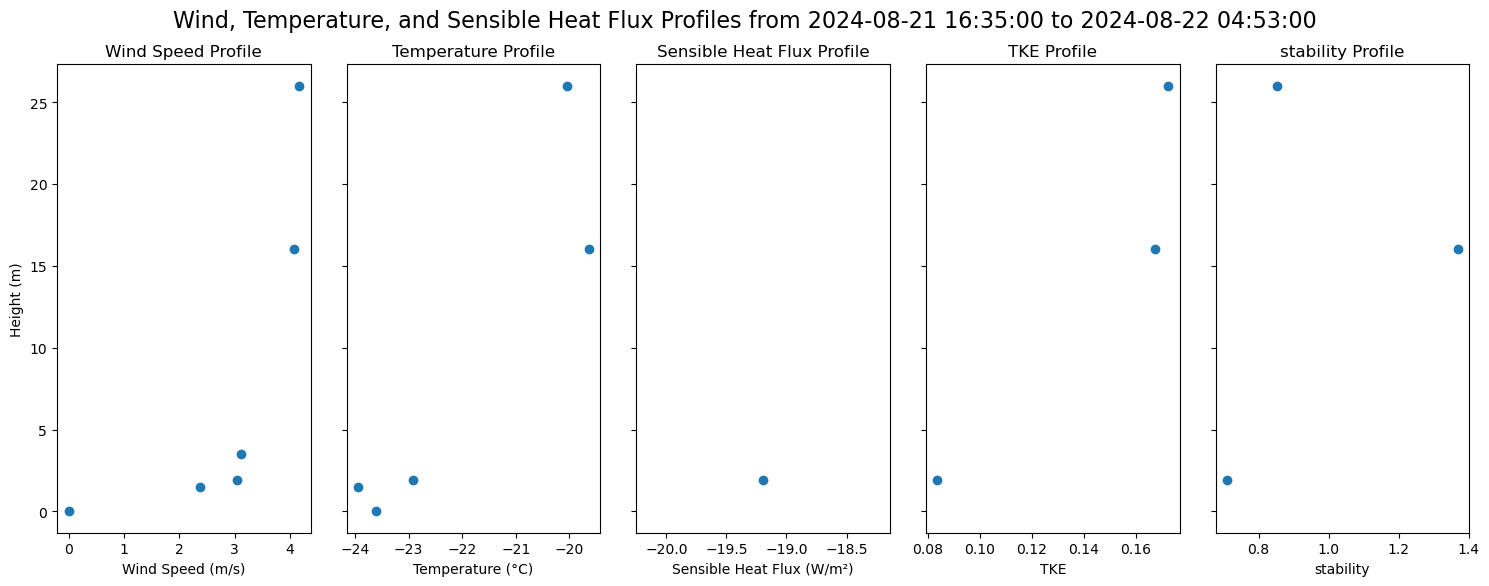 Wind, Temperature, and Sensible Heat Flux Profiles from 2024-08-21 16:35:00 to 2024-08-22 04:53:00
Wind Speed Profile
Temperature Profile
Sensible Heat Flux Profile
TKE Profile
stability Profile
25
20
15
10
5
0
Height (m)
0 1 2 3 4
−24 −23 −22 −21 −20
−20.0 −19.5 −19.0 −18.5
0.08 0.10 0.12 0.14 0.16
0.8 1.0 1.2 1.4
Wind Speed (m/s)
Temperature (°C)
Sensible Heat Flux (W/m²)
TKE
stability